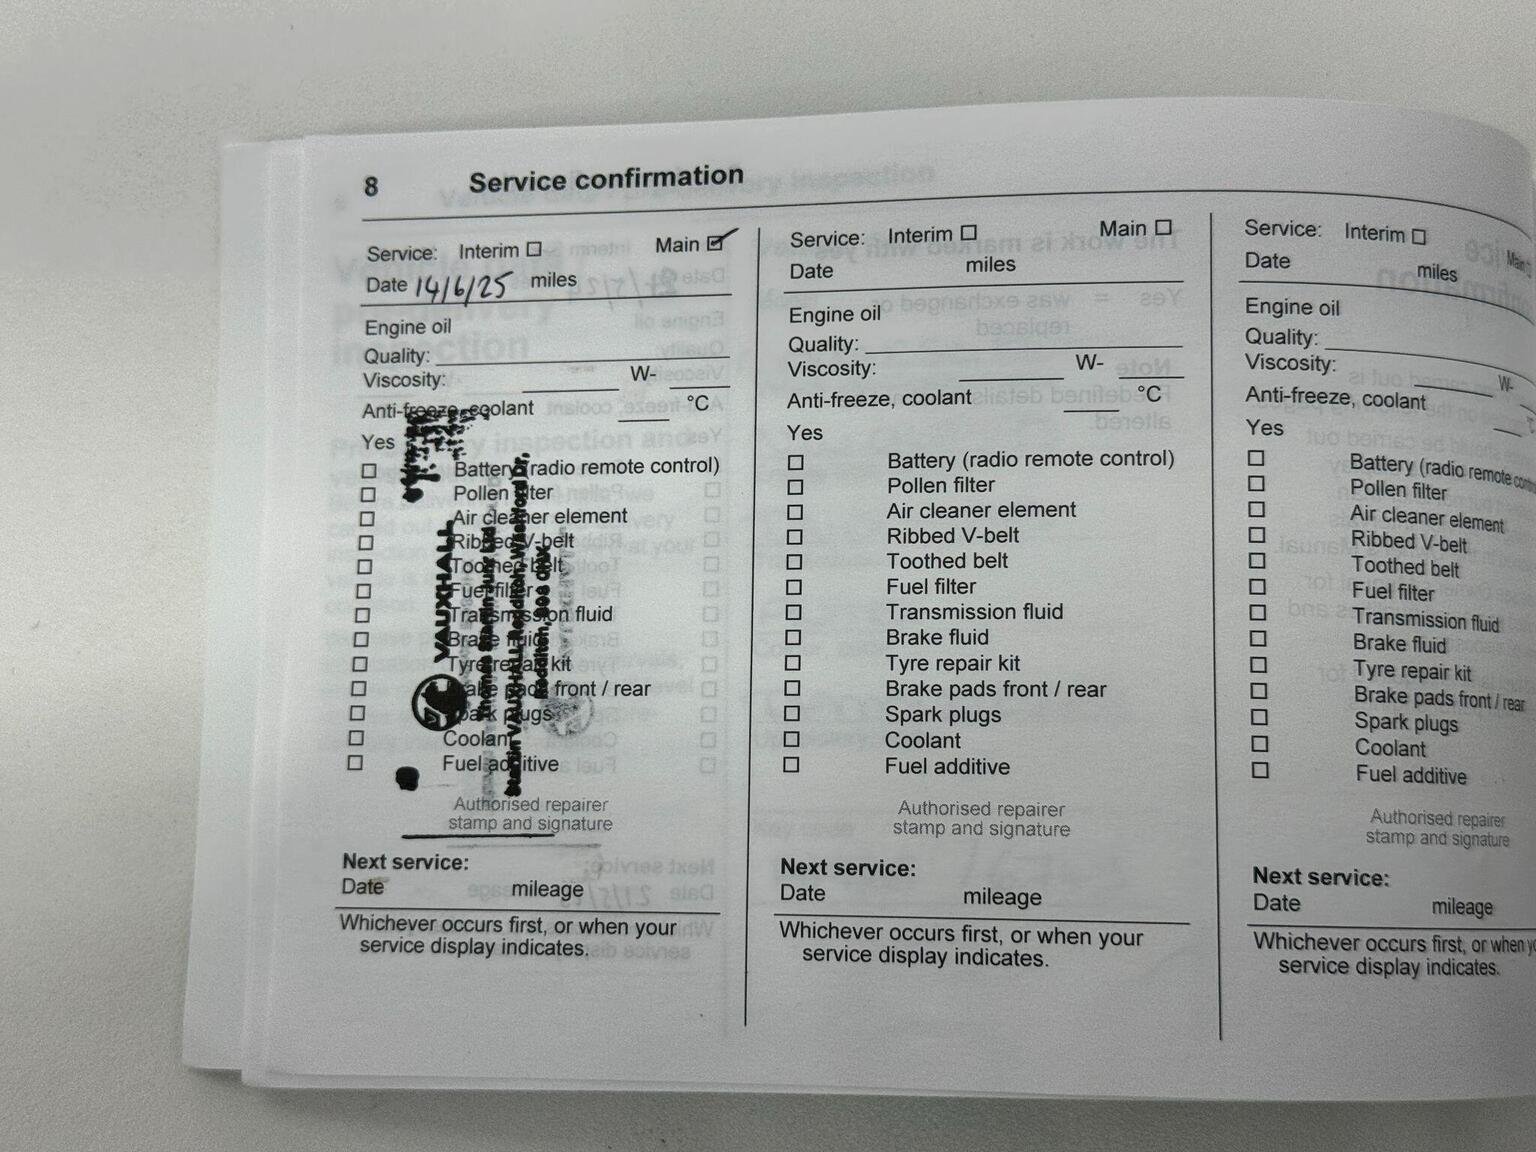 8 Service confirmation
Service: Interim ☐ Main ☑
Date 14/6/25 miles
Engine oil
Quality:
Viscosity: W-
Anti-freeze, coolant °C
Yes
☐ Battery (radio remote control)
☐ Pollen filter
☐ Air cleaner element
☐ Ribbed V-belt
☐ Toothed belt
☐ Fuel filter
☐ Transmission fluid
☐ Brake fluid
☐ Tyre repair kit
☐ Brake pads front / rear
☐ Spark plugs
☐ Coolant
☐ Fuel additive
VAUXHALL
VAUXHALL Redditch,
Redditch,
Authorised repairer
stamp and signature
Next service:
Date mileage
Whichever occurs first, or when your
service display indicates.
Service: Interim ☐ Main ☐
Date miles
Engine oil
Quality:
Viscosity: W-
Anti-freeze, coolant °C
Yes
☐ Battery (radio remote control)
☐ Pollen filter
☐ Air cleaner element
☐ Ribbed V-belt
☐ Toothed belt
☐ Fuel filter
☐ Transmission fluid
☐ Brake fluid
☐ Tyre repair kit
☐ Brake pads front / rear
☐ Spark plugs
☐ Coolant
☐ Fuel additive
Authorised repairer
stamp and signature
Next service:
Date mileage
Whichever occurs first, or when your
service display indicates.
Service: Interim ☐ Main ☐
Date miles
Engine oil
Quality:
Viscosity: W-
Anti-freeze, coolant
Yes
☐ Battery (radio remote
☐ Pollen filter
☐ Air cleaner element
☐ Ribbed V-belt
☐ Toothed belt
☐ Fuel filter
☐ Transmission fluid
☐ Brake fluid
☐ Tyre repair kit
☐ Brake pads front / rear
☐ Spark plugs
☐ Coolant
☐ Fuel additive
Authorised repairer
stamp and signature
Next service:
Date mileage
Whichever occurs first, or when
service display indicates.